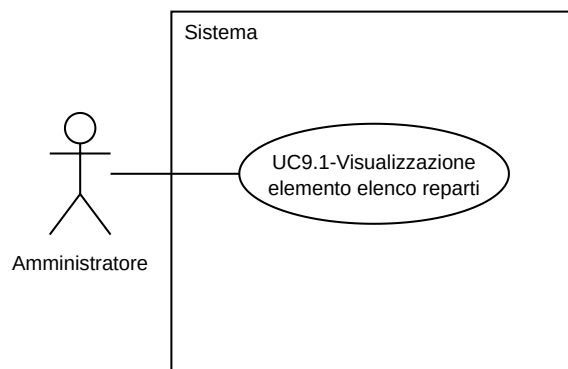 Sistema
UC9.1-Visualizzazione
elemento elenco reparti
Amministratore